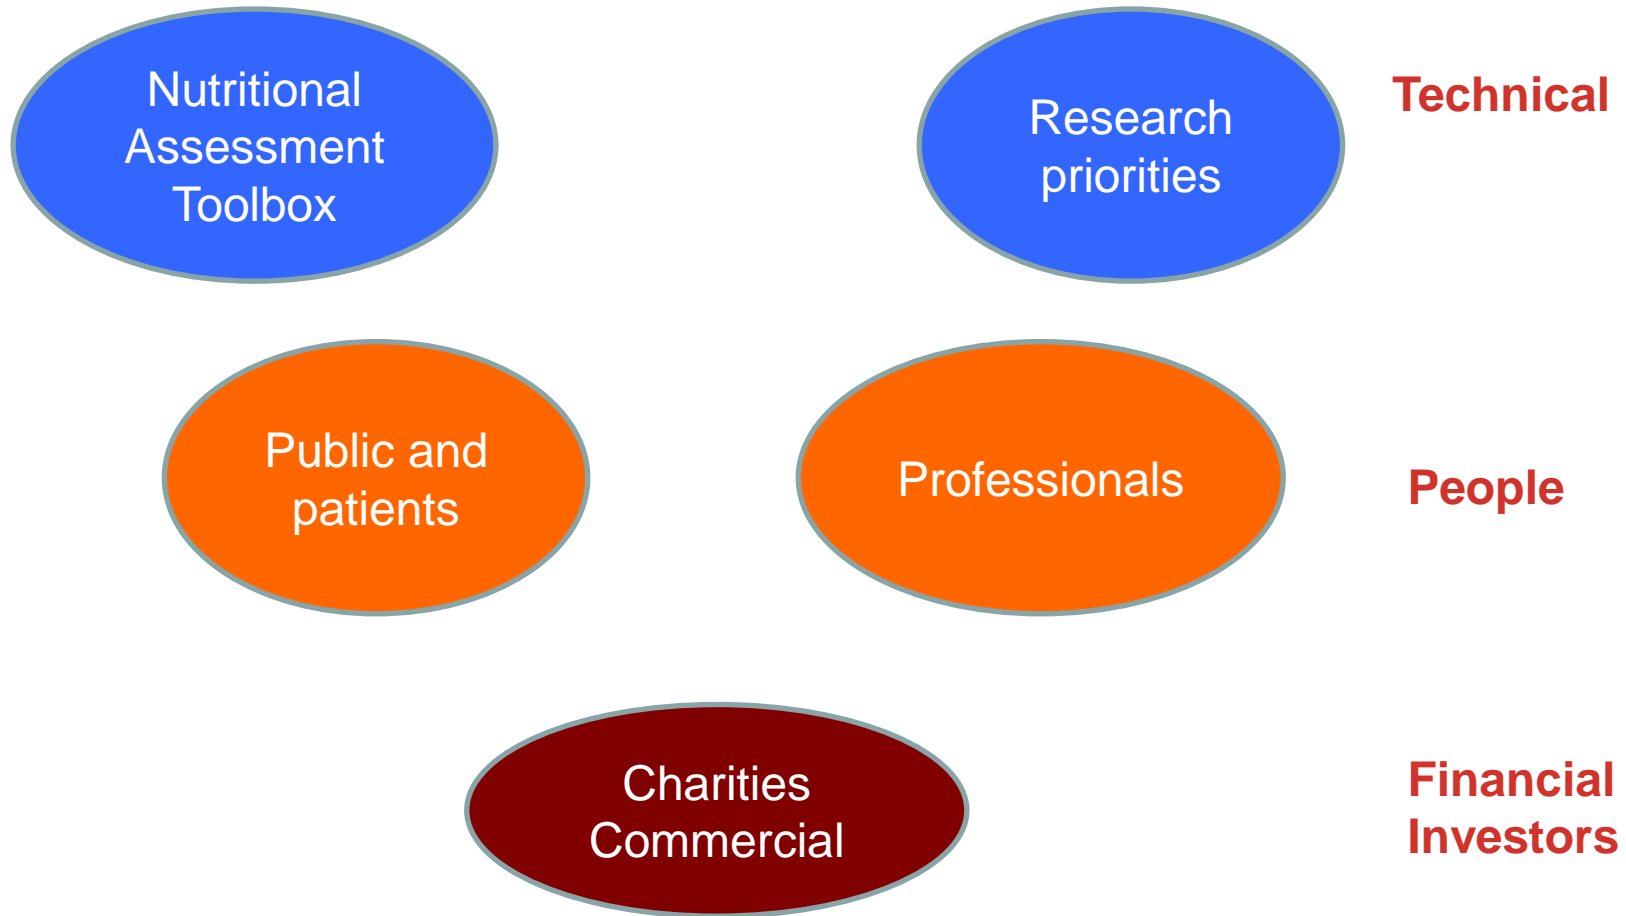 Nutritional
Assessment
Toolbox
Research
priorities
Technical
Public and
patients
Professionals
People
Charities
Commercial
Financial
Investors